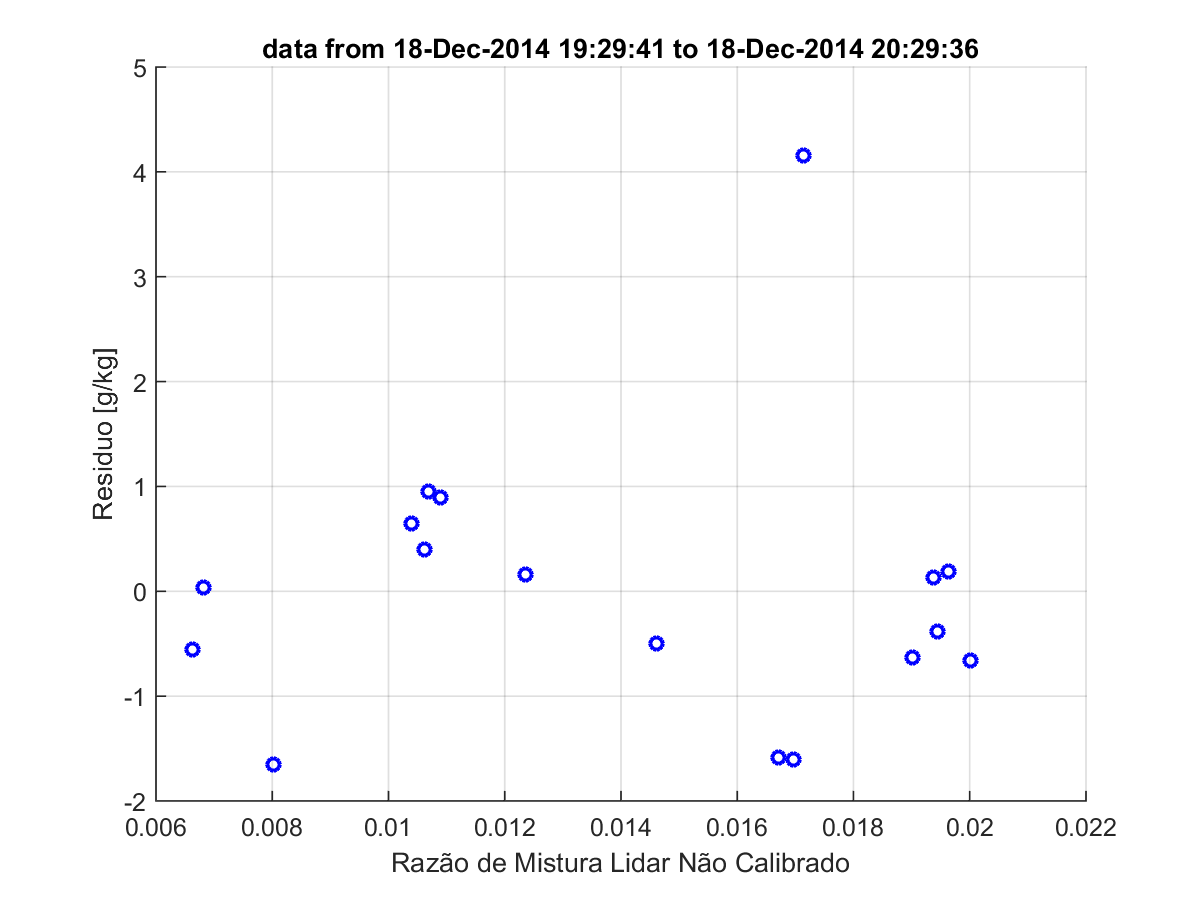 data from 18-Dec-2014 19:29:41 to 18-Dec-2014 20:29:36
5
4
3
2
1
0
-1
-2
Residuo [g/kg]
0.006 0.008 0.01 0.012 0.014 0.016 0.018 0.02 0.022
Razão de Mistura Lidar Não Calibrado